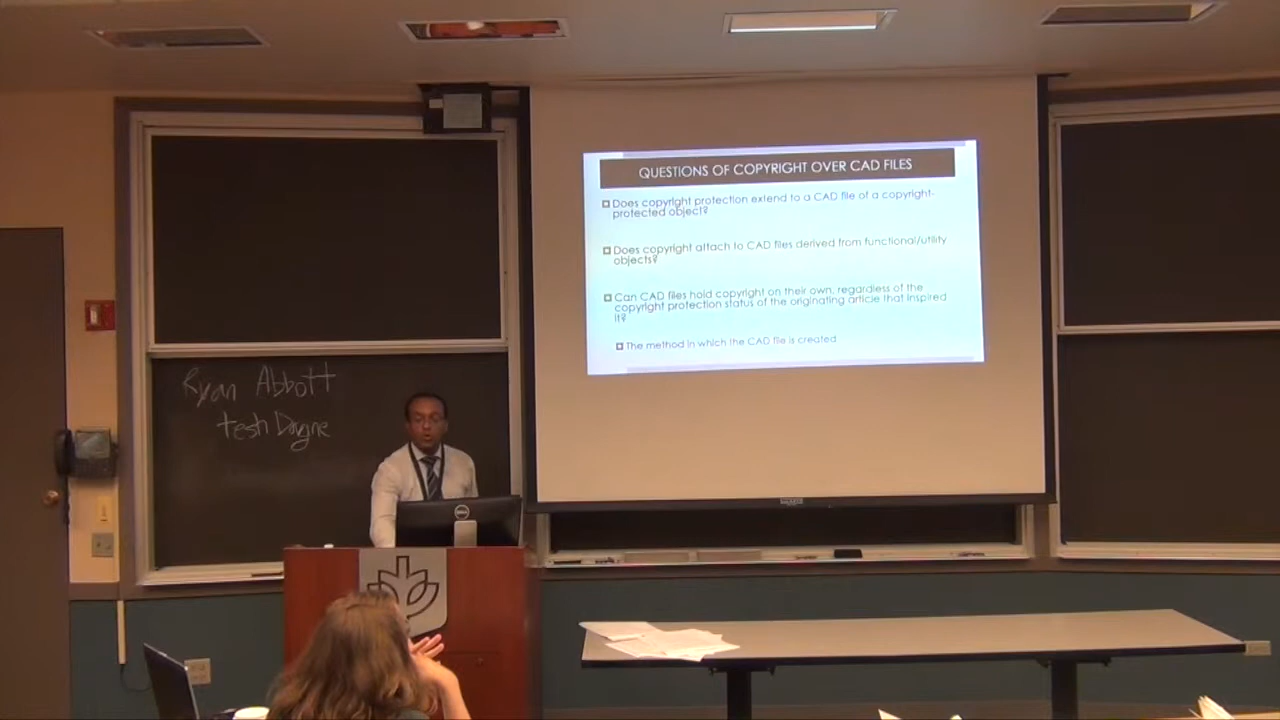 QUESTIONS OF COPYRIGHT OVER CAD FILES
Does copyright protection extend to a CAD file of a copyright-
protected object?
Does copyright attach to CAD files derived from functional/utility
objects?
Can CAD files hold copyright on their own, regardless of the
copyright protection status of the originating article that inspired
it?
The method in which the CAD file is created
Ryan Abbott
tesh Dagne
DELL